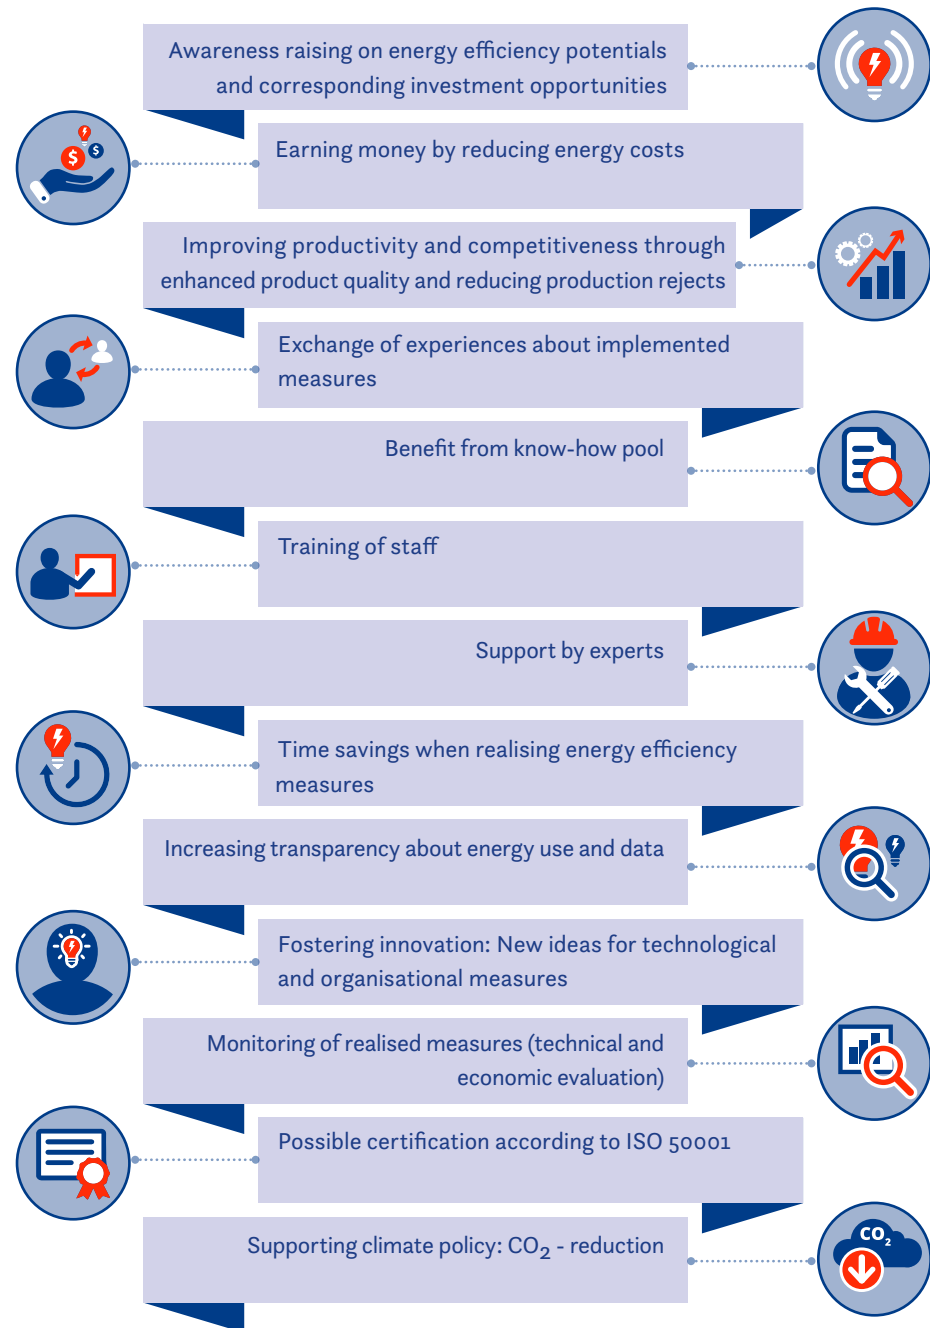 Awareness raising on energy efficiency potentials
and corresponding investment opportunities
Earning money by reducing energy costs
$
$
Improving productivity and competitiveness through
enhanced product quality and reducing production rejects
Exchange of experiences about implemented
measures
Benefit from know-how pool
Training of staff
Support by experts
Time savings when realising energy efficiency
measures
Increasing transparency about energy use and data
Fostering innovation: New ideas for technological
and organisational measures
Monitoring of realised measures (technical and
economic evaluation)
Possible certification according to ISO 50001
Supporting climate policy: CO₂ - reduction
CO₂